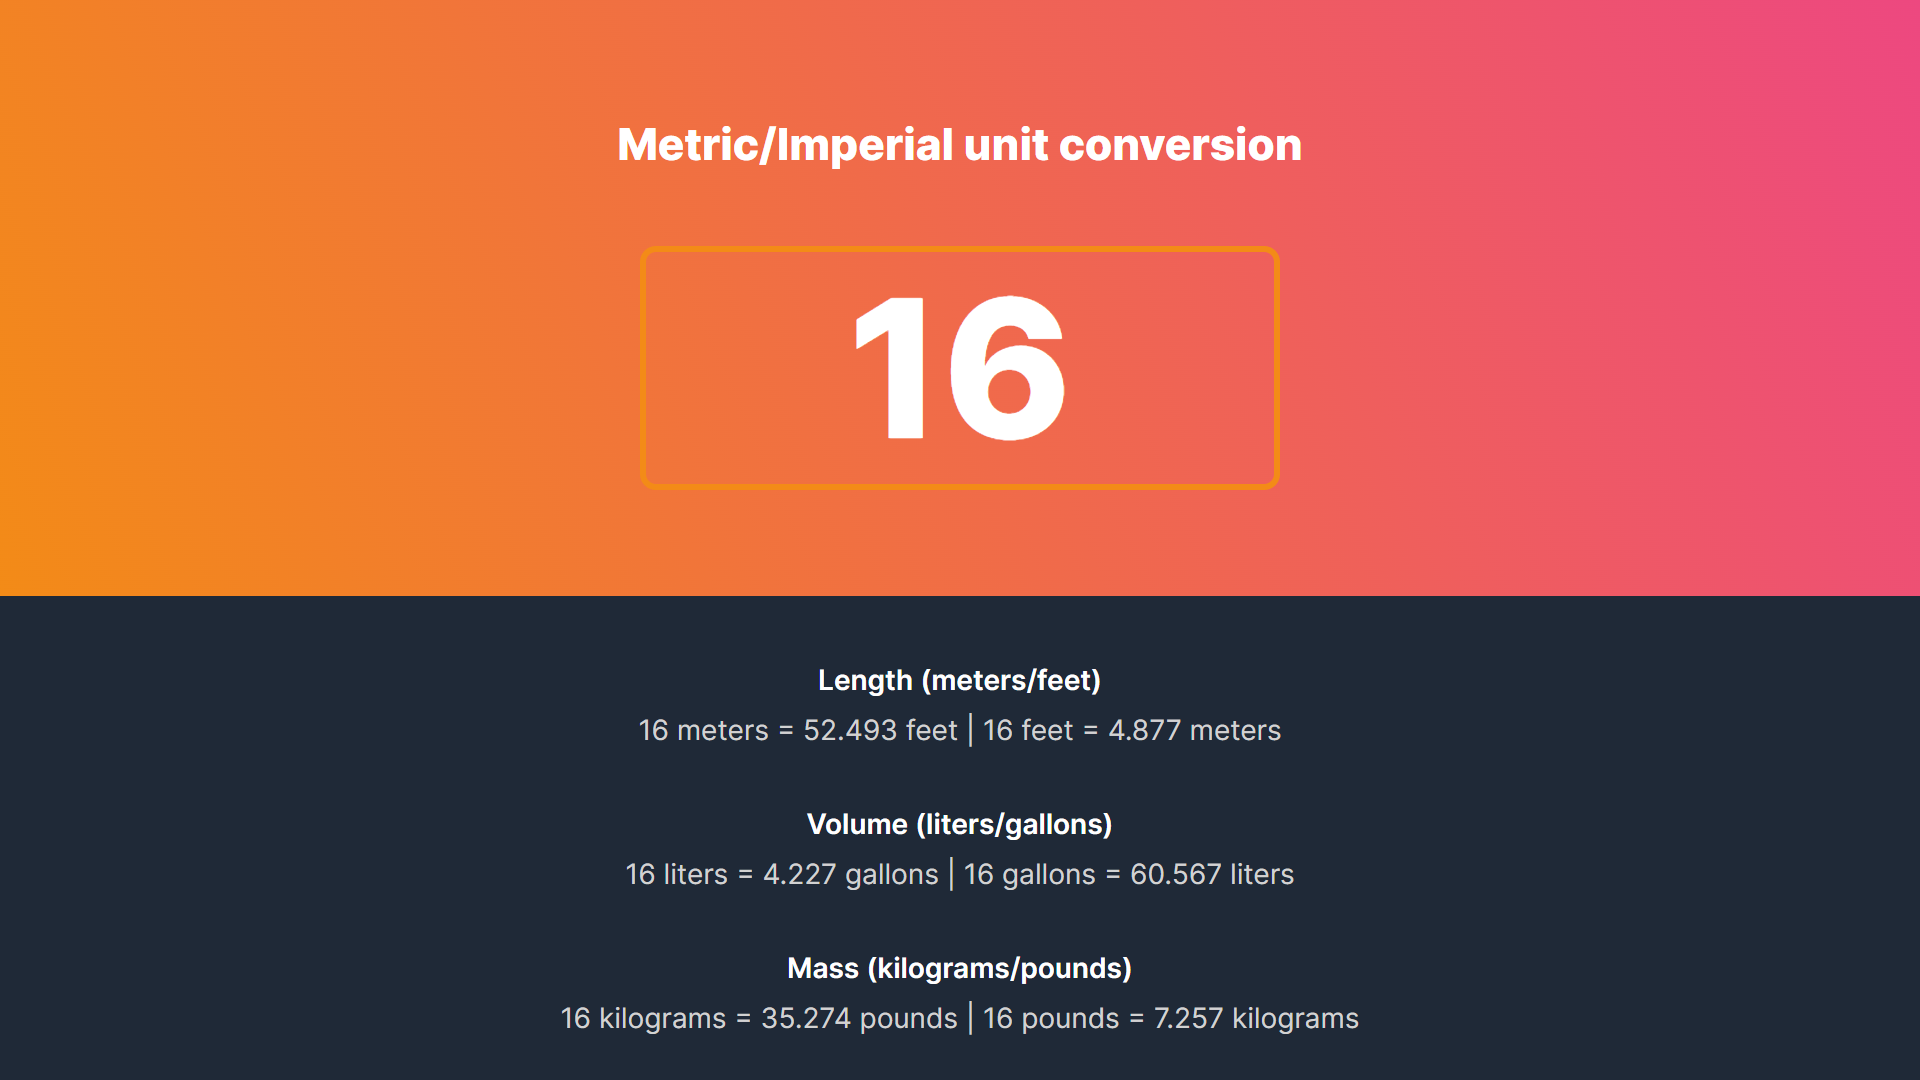 Metric/Imperial unit conversion
16
Length (meters/feet)
16 meters = 52.493 feet | 16 feet = 4.877 meters
Volume (liters/gallons)
16 liters = 4.227 gallons | 16 gallons = 60.567 liters
Mass (kilograms/pounds)
16 kilograms = 35.274 pounds | 16 pounds = 7.257 kilograms